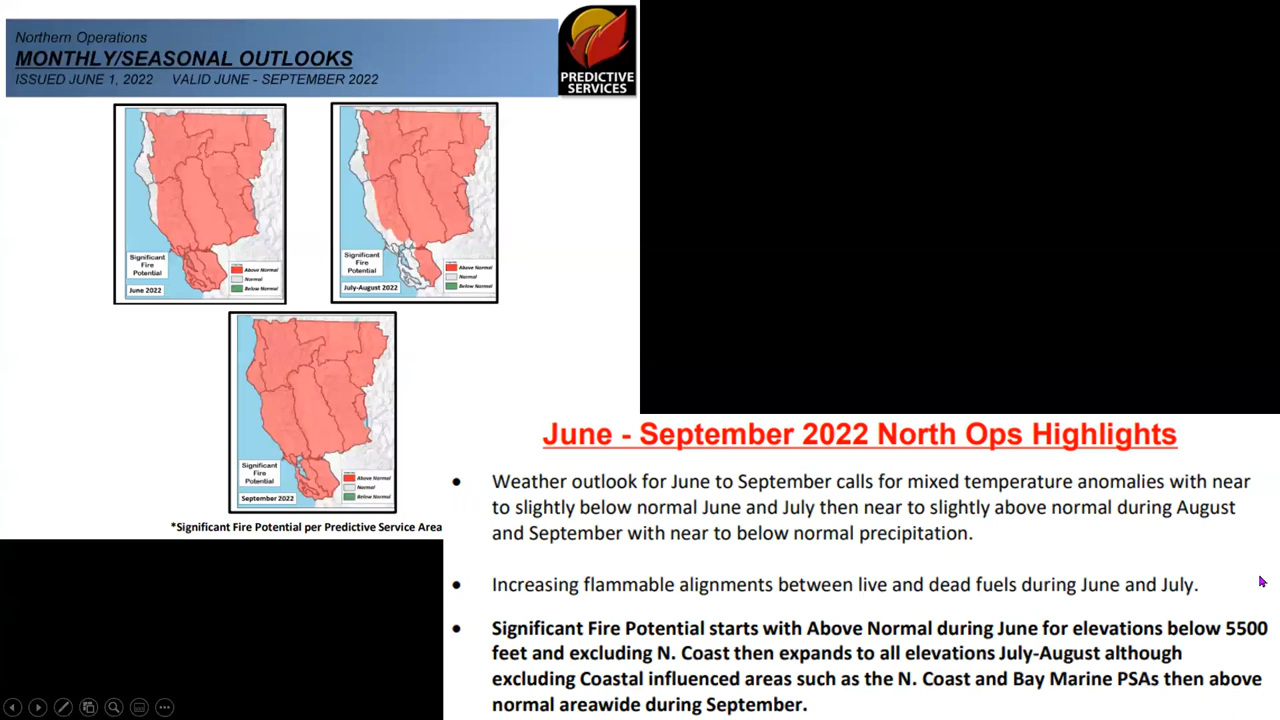 Northern Operations
MONTHLY/SEASONAL OUTLOOKS
ISSUED JUNE 1, 2022 VALID JUNE - SEPTEMBER 2022
PREDICTIVE
SERVICES
Significant
Fire
Potential
June 2022
Above Normal
Normal
Below Normal
Significant
Fire
Potential
July-August 2022
Above Normal
Normal
Below Normal
Significant
Fire
Potential
September 2022
Above Normal
Normal
Below Normal
*Significant Fire Potential per Predictive Service Area
June - September 2022 North Ops Highlights
• Weather outlook for June to September calls for mixed temperature anomalies with near
to slightly below normal June and July then near to slightly above normal during August
and September with near to below normal precipitation.
• Increasing flammable alignments between live and dead fuels during June and July.
• Significant Fire Potential starts with Above Normal during June for elevations below 5500
feet and excluding N. Coast then expands to all elevations July-August although
excluding Coastal influenced areas such as the N. Coast and Bay Marine PSAs then above
normal areawide during September.